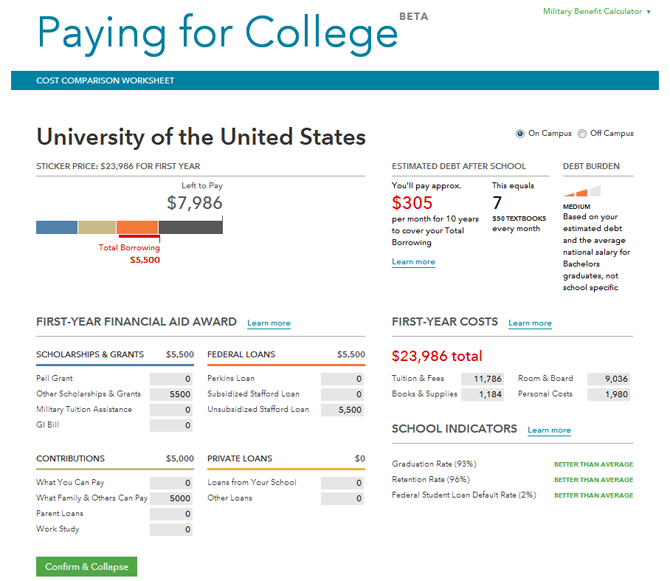 Military Benefit Calculator ▼
Paying for College BETA
COST COMPARISON WORKSHEET
University of the United States
On Campus Off Campus
STICKER PRICE: $23,986 FOR FIRST YEAR
Left to Pay
$7,986
Total Borrowing
$5,500
ESTIMATED DEBT AFTER SCHOOL
You'll pay approx.
$305
per month for 10 years
to cover your Total
Borrowing
Learn more
This equals
7
$50 TEXTBOOKS
every month
DEBT BURDEN
MEDIUM
Based on your
estimated debt
and the average
national salary for
Bachelors
graduates, not
school specific
FIRST-YEAR FINANCIAL AID AWARD Learn more
SCHOLARSHIPS & GRANTS $5,500
Pell Grant 0
Other Scholarships & Grants 5500
Military Tuition Assistance 0
GI Bill 0
FEDERAL LOANS $5,500
Perkins Loan 0
Subsidized Stafford Loan 0
Unsubsidized Stafford Loan 5,500
CONTRIBUTIONS $5,000
What You Can Pay 0
What Family & Others Can Pay 5000
Parent Loans 0
Work Study 0
PRIVATE LOANS $0
Loans from Your School 0
Other Loans 0
FIRST-YEAR COSTS Learn more
$23,986 total
Tuition & Fees 11,786 Room & Board 9,036
Books & Supplies 1,184 Personal Costs 1,980
SCHOOL INDICATORS Learn more
Graduation Rate (93%) BETTER THAN AVERAGE
Retention Rate (96%) BETTER THAN AVERAGE
Federal Student Loan Default Rate (2%) BETTER THAN AVERAGE
Confirm & Collapse